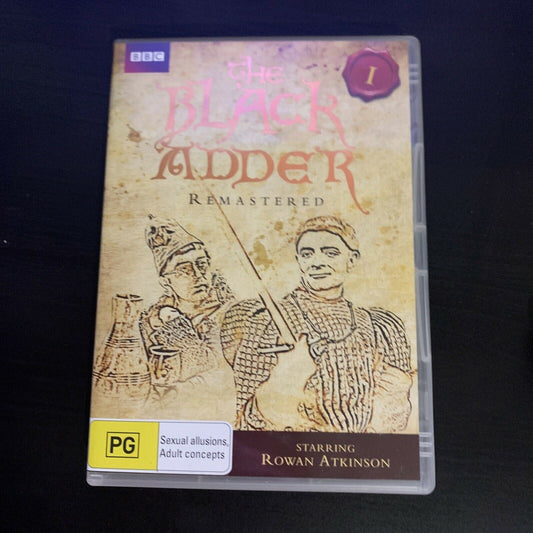 BBC
THE
BLACK
ADDER
REMASTERED
I
PG
Sexual allusions,
Adult concepts
STARRING
ROWAN ATKINSON